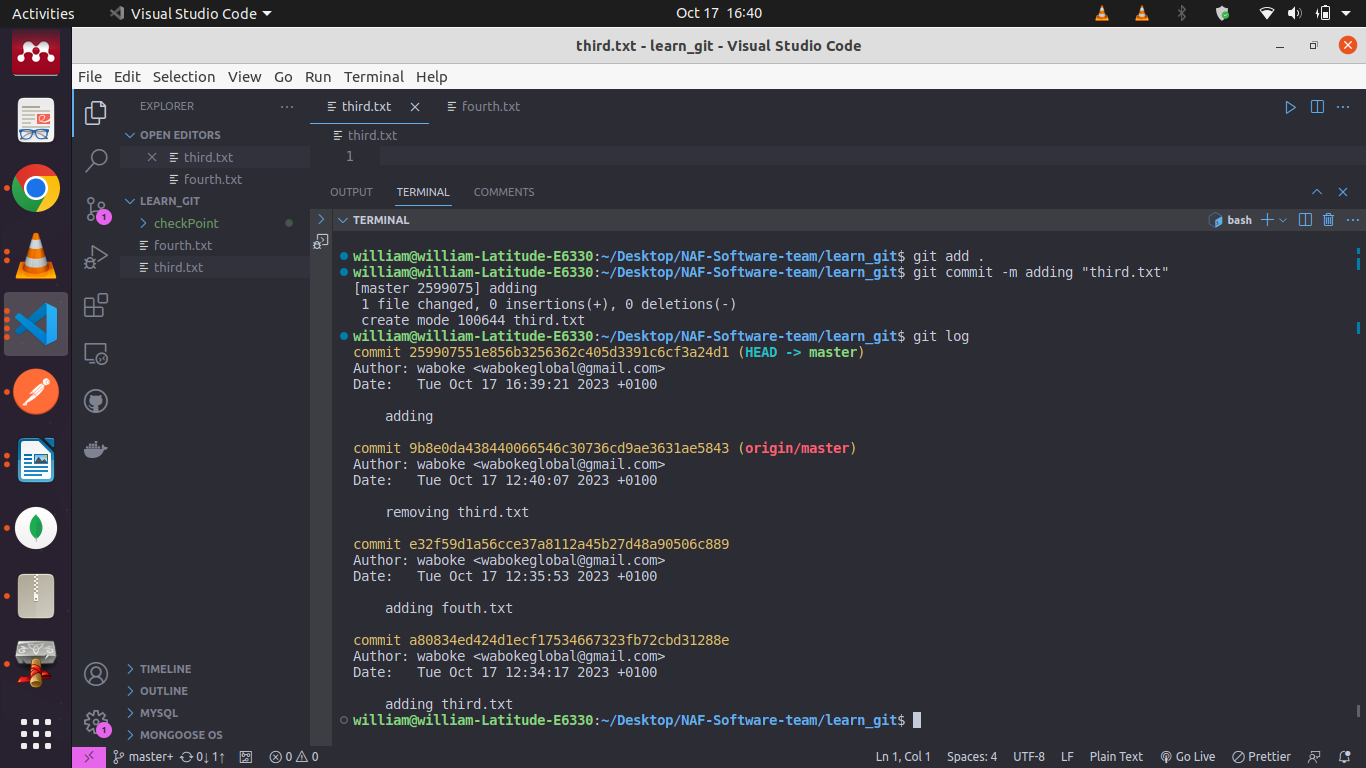 Activities
Visual Studio Code
Oct 17 16:40
third.txt - learn_git - Visual Studio Code
File Edit Selection View Go Run Terminal Help
EXPLORER
OPEN EDITORS
third.txt
fourth.txt
LEARN_GIT
checkPoint
fourth.txt
third.txt
TIMELINE
OUTLINE
MYSQL
MONGOOSE OS
1
1
third.txt
fourth.txt
third.txt
1
OUTPUT TERMINAL COMMENTS
TERMINAL
bash
william@william-Latitude-E6330:~/Desktop/NAF-Software-team/learn_git$ git add .
william@william-Latitude-E6330:~/Desktop/NAF-Software-team/learn_git$ git commit -m adding "third.txt"
[master 2599075] adding
1 file changed, 0 insertions(+), 0 deletions(-)
create mode 100644 third.txt
william@william-Latitude-E6330:~/Desktop/NAF-Software-team/learn_git$ git log
commit 259907551e856b3256362c405d3391c6cf3a24d1 (HEAD -> master)
Author: waboke <wabokeglobal@gmail.com>
Date: Tue Oct 17 16:39:21 2023 +0100
adding
commit 9b8e0da438440066546c30736cd9ae3631ae5843 (origin/master)
Author: waboke <wabokeglobal@gmail.com>
Date: Tue Oct 17 12:40:07 2023 +0100
removing third.txt
commit e32f59d1a56cce37a8112a45b27d48a90506c889
Author: waboke <wabokeglobal@gmail.com>
Date: Tue Oct 17 12:35:53 2023 +0100
adding fouth.txt
commit a80834ed424d1ecf17534667323fb72cbd31288e
Author: waboke <wabokeglobal@gmail.com>
Date: Tue Oct 17 12:34:17 2023 +0100
adding third.txt
william@william-Latitude-E6330:~/Desktop/NAF-Software-team/learn_git$
master+ 0↓ 1↑ 0 0 Ln 1, Col 1 Spaces: 4 UTF-8 LF Plain Text Go Live Prettier